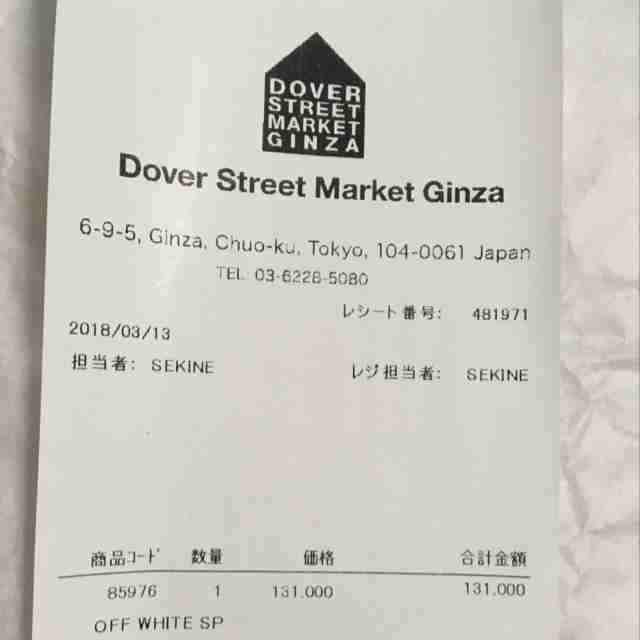 DOVER
STREET
MARKET
GINZA
Dover Street Market Ginza
6-9-5, Ginza, Chuo-ku, Tokyo, 104-0061 Japan
TEL 03-6228-5080
レシート番号: 481971
2018/03/13
担当者: SEKINE レジ担当者: SEKINE
商品コード 数量 価格 合計金額
85976 1 131.000 131.000
OFF WHITE SP